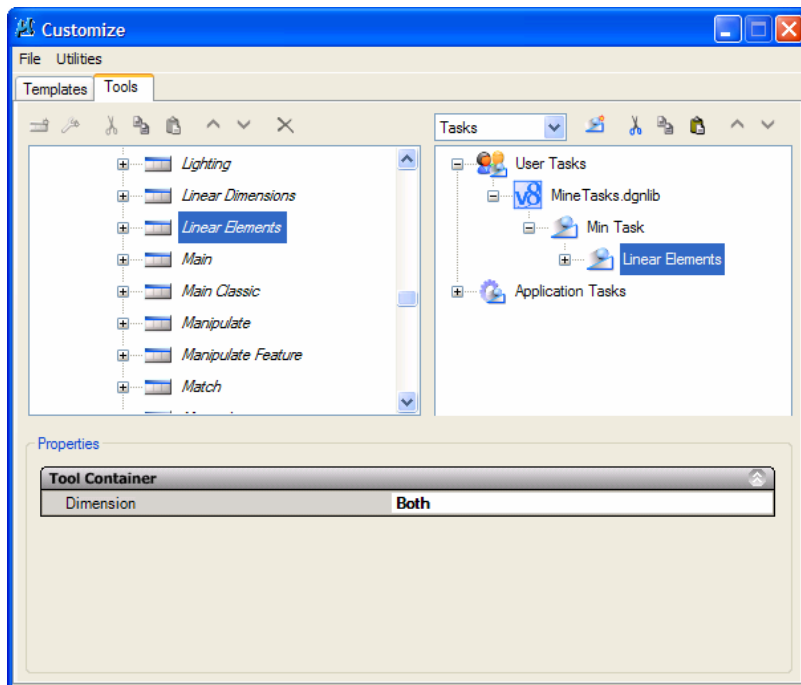 Customize
File Utilities
Templates Tools
Tasks
Lighting
Linear Dimensions
Linear Elements
Main
Main Classic
Manipulate
Manipulate Feature
Match
User Tasks
v8 MineTasks.dgnlib
Min Task
Linear Elements
Application Tasks
Properties
Tool Container
Dimension Both